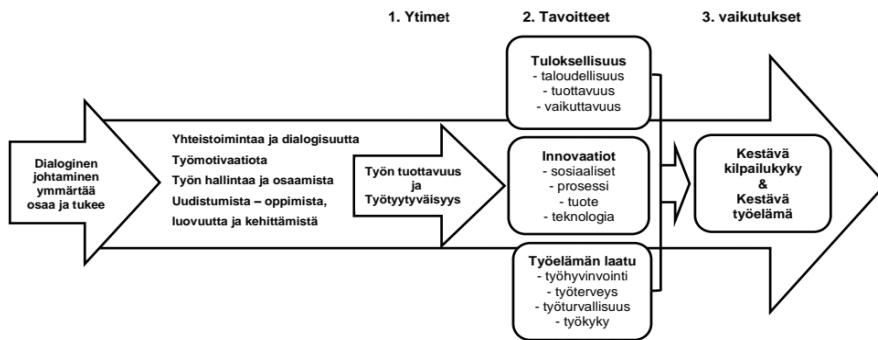 1. Ytimet
2. Tavoitteet
3. vaikutukset
Dialoginen
johtaminen
ymmärtää
osaa ja tukee
Yhteistoimintaa ja dialogisuutta
Työmotivaatiota
Työn hallintaa ja osaamista
Uudistumista – oppimista,
luovuutta ja kehittämistä
Työn tuottavuus
ja
Työtyytyväisyys
Tuloksellisuus
- taloudellisuus
- tuottavuus
- vaikuttavuus
Innovaatiot
- sosiaaliset
- prosessi
- tuote
- teknologia
Työelämän laatu
- työhyvinvointi
- työterveys
- työturvallisuus
- työkyky
Kestävä
kilpailukyky
&
Kestävä
työelämä